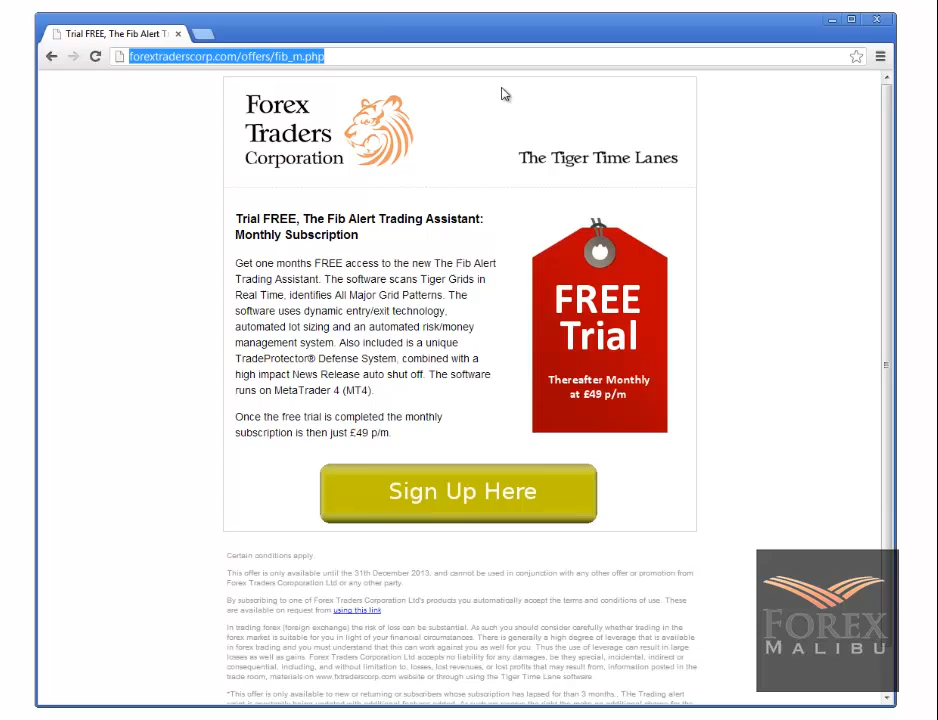 Trial FREE, The Fib Alert T
forextraderscorp.com/offers/fib_m.php
Forex
Traders
Corporation
The Tiger Time Lanes
Trial FREE, The Fib Alert Trading Assistant:
Monthly Subscription
Get one months FREE access to the new The Fib Alert
Trading Assistant. The software scans Tiger Grids in
Real Time, identifies All Major Grid Patterns. The
software uses dynamic entry/exit technology,
automated lot sizing and an automated risk/money
management system. Also included is a unique
TradeProtector® Defense System, combined with a
high impact News Release auto shut off. The software
runs on MetaTrader 4 (MT4).
Once the free trial is completed the monthly
subscription is then just £49 p/m.
FREE
Trial
Thereafter Monthly
at £49 p/m
Sign Up Here
Certain conditions apply
This offer is only available until the 31th December 2013, and cannot be used in conjunction with any other offer or promotion from
Forex Traders Coroporation Ltd or any other party.
By subscribing to one of Forex Traders Corporation Ltd's products you automatically accept the terms and conditions of use. These
are available on request from using this link
In trading forex (foreign exchange) the risk of loss can be substantial. As such you should consider carefully whether trading in the
forex market is suitable for you in light of your financial circumstances. There is generally a high degree of leverage that is available
in forex trading and you must understand that this can work against you as well for you. Thus the use of leverage can result in large
losses as well as gains. Forex Traders Corporation Ltd accepts no liability for any damages, be they special, incidental, indirect or
consequential, including, and without limitation to, losses, lost revenues, or lost profits that may result from, information posted in the
trade room, materials on www.fxtraderscorp.com website or through using the Tiger Time Lane software
*This offer is only available to new or returning or subscribers whose subscription has lapsed for than 3 months., THe Trading alert
FOREX
MALIBU